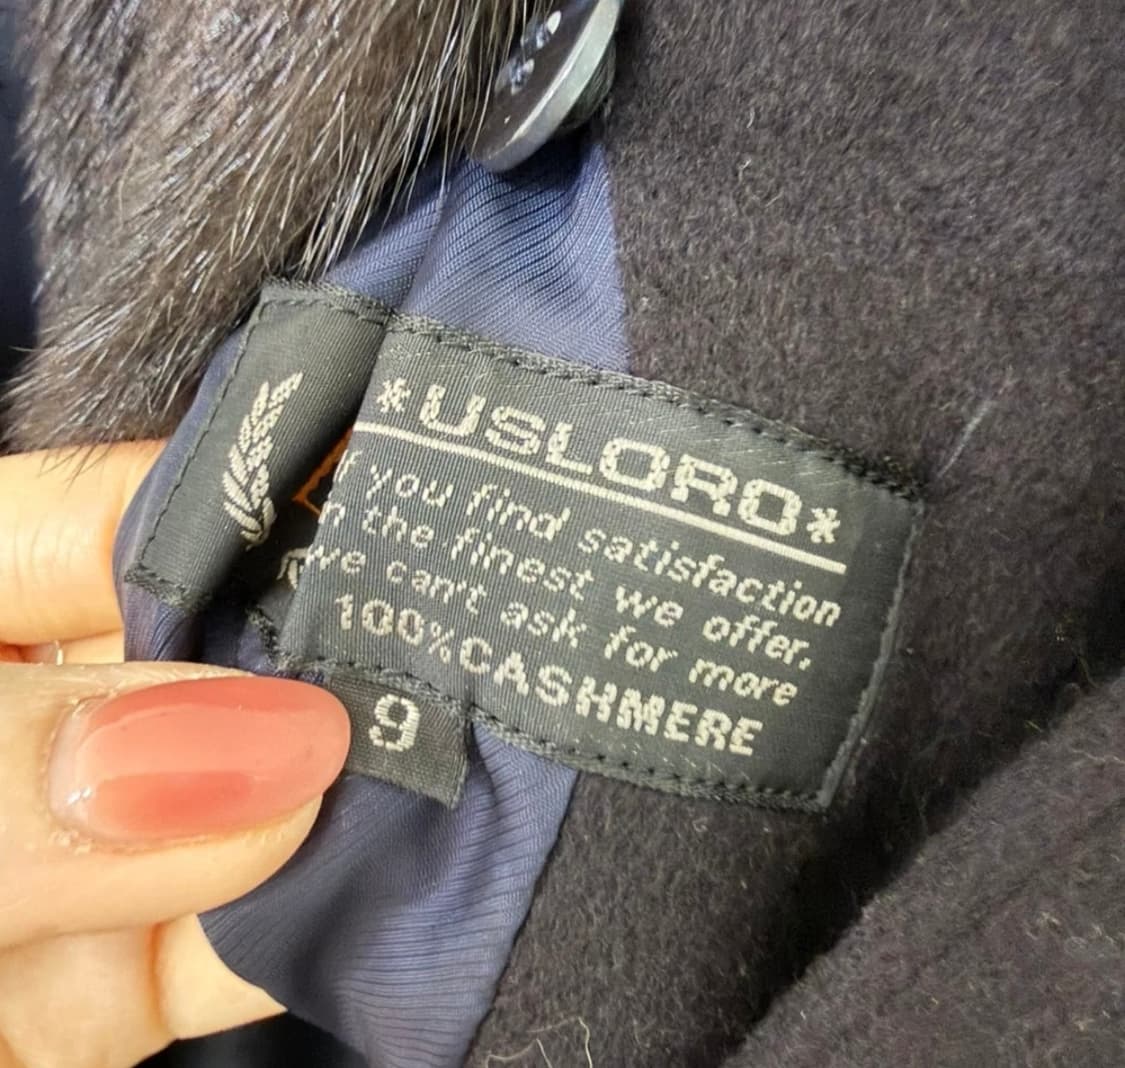 *USLORO*
f you find satisfaction
n the finest we offer.
we can't ask for more
100%CASHMERE
9